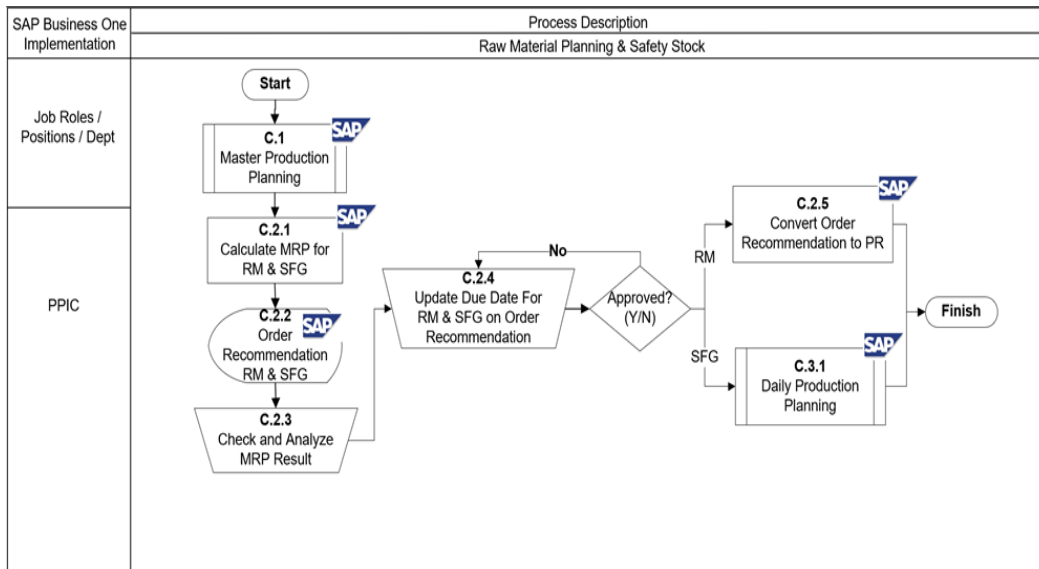 SAP Business One
Implementation
Process Description
Raw Material Planning & Safety Stock
Job Roles /
Positions / Dept
PPIC
Start
SAP
C.1
Master Production
Planning
SAP
C.2.1
Calculate MRP for
RM & SFG
SAP
C.2.2
Order
Recommendation
RM & SFG
C.2.3
Check and Analyze
MRP Result
No
C.2.4
Update Due Date For
RM & SFG on Order
Recommendation
Approved?
(Y/N)
RM
SFG
SAP
C.2.5
Convert Order
Recommendation to PR
SAP
C.3.1
Daily Production
Planning
Finish